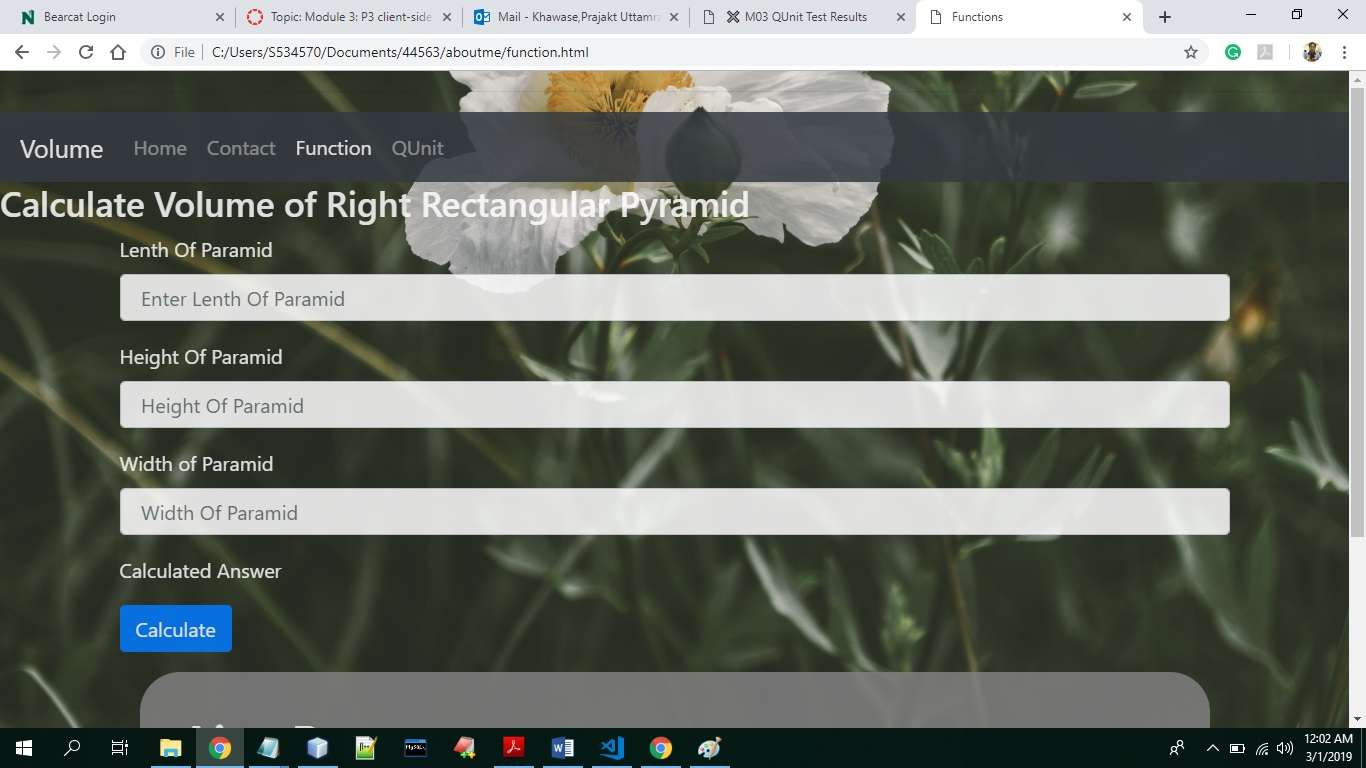 Bearcat Login
Topic: Module 3: P3 client-side
Mail - Khawase,Prajakt Uttamra
M03 QUnit Test Results
Functions
File
C:/Users/S534570/Documents/44563/aboutme/function.html
Volume
Home
Contact
Function
QUnit
Calculate Volume of Right Rectangular Pyramid
Lenth Of Paramid
Enter Lenth Of Paramid
Height Of Paramid
Height Of Paramid
Width of Paramid
Width Of Paramid
Calculated Answer
Calculate
12:02 AM
3/1/2019